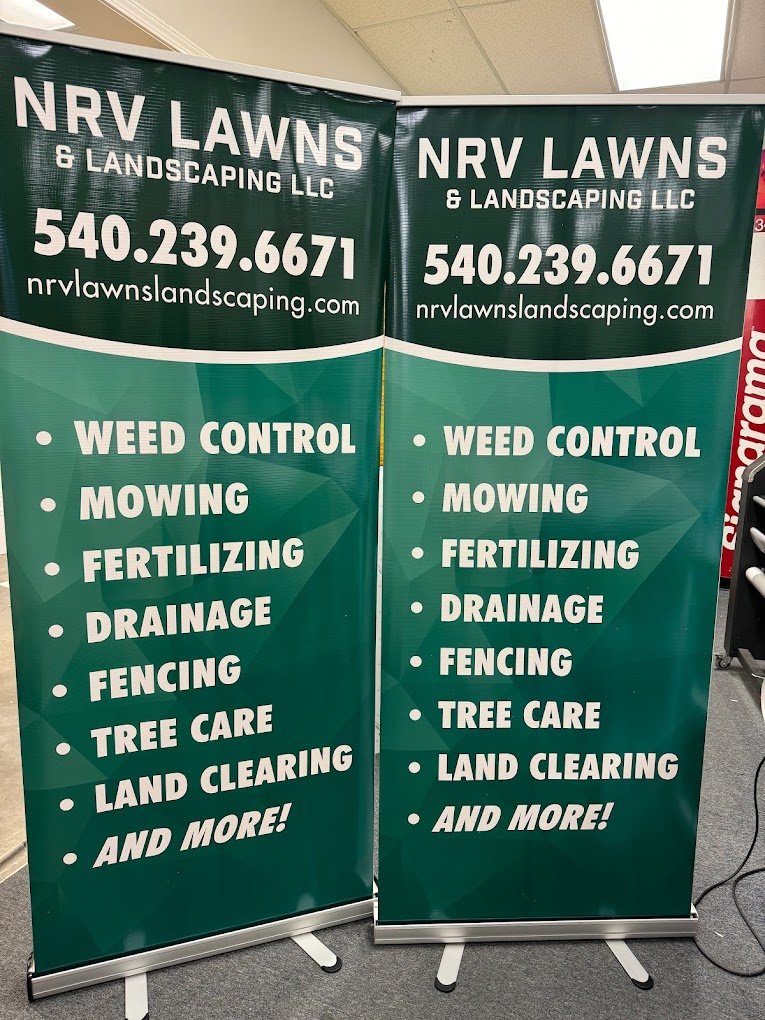 NRV LAWNS
& LANDSCAPING LLC
540.239.6671
nrvlawnslandscaping.com
• WEED CONTROL
• MOWING
• FERTILIZING
• DRAINAGE
• FENCING
• TREE CARE
• LAND CLEARING
• AND MORE!
NRV LAWNS
& LANDSCAPING LLC
540.239.6671
nrvlawnslandscaping.com
• WEED CONTROL
• MOWING
• FERTILIZING
• DRAINAGE
• FENCING
• TREE CARE
• LAND CLEARING
• AND MORE!
Signarama